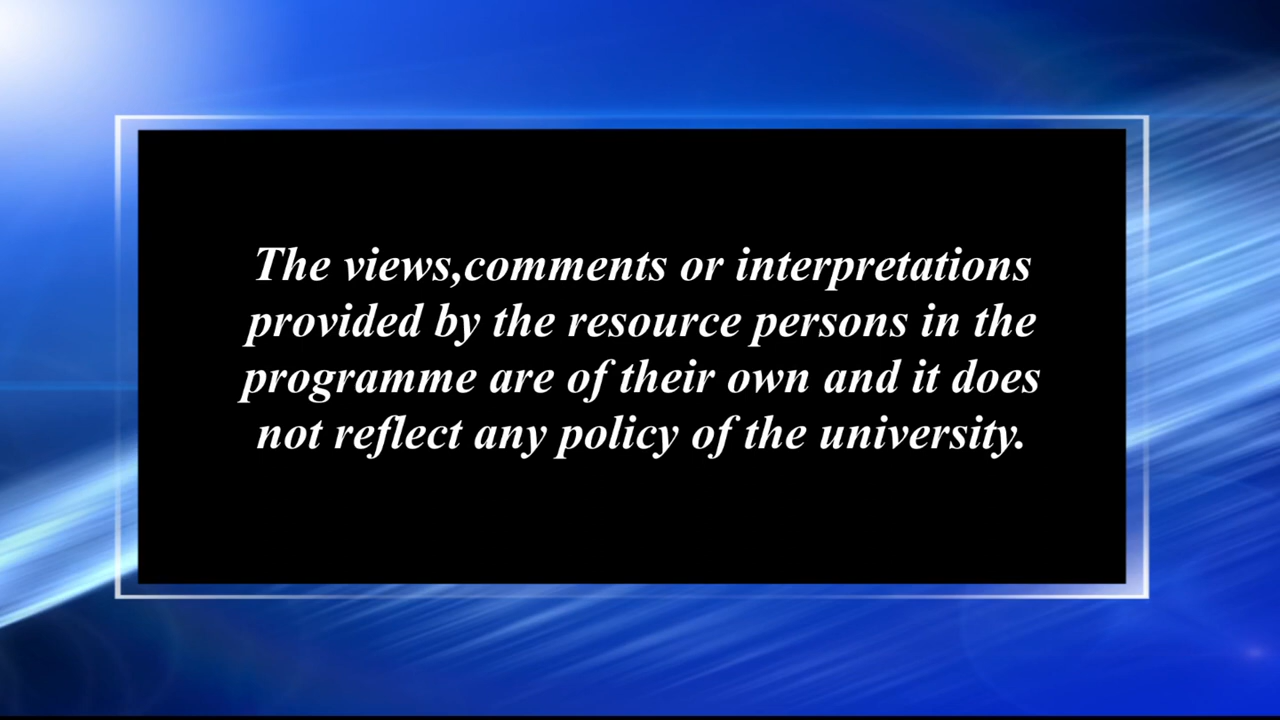 The views,comments or interpretations
provided by the resource persons in the
programme are of their own and it does
not reflect any policy of the university.